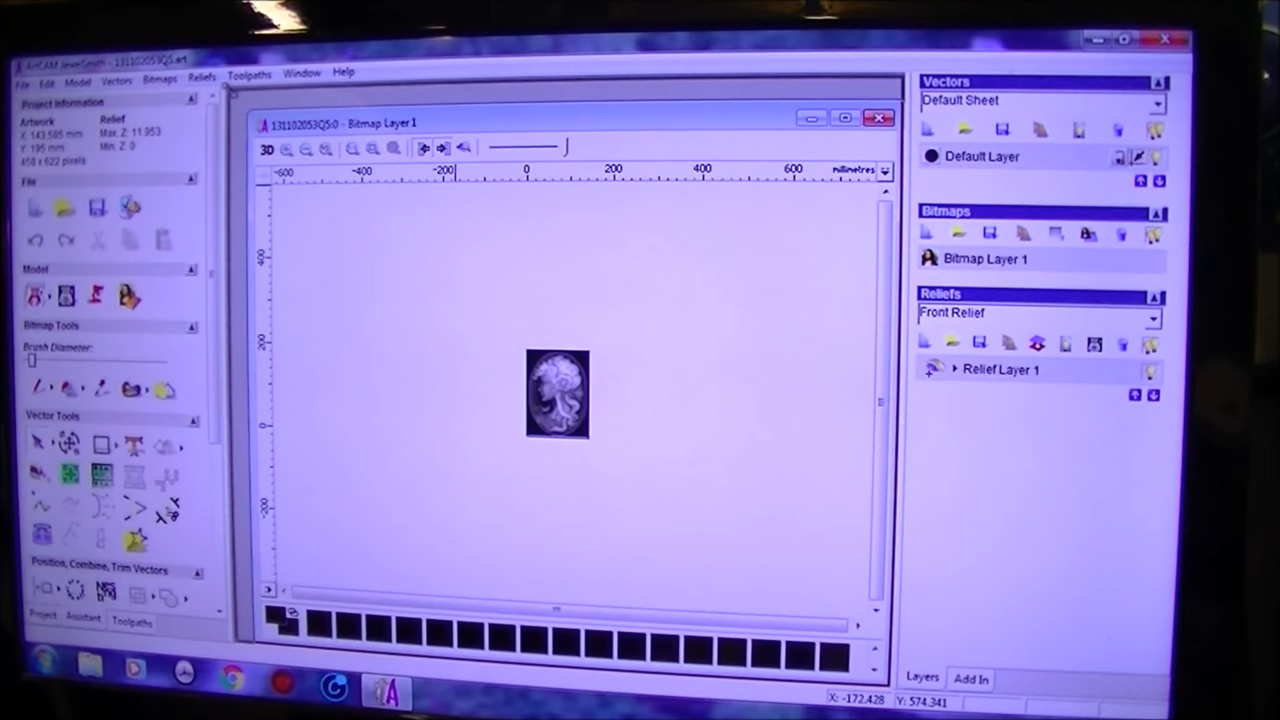 ArtCAM JewelSmith - 131102053QS.art
File Edit Model Vectors Bitmaps Reliefs Toolpaths Window Help
Project Information
Artwork Relief
X: 143.585 mm Max. Z: 11.953
Y: 195 mm Min. Z: 0
458 x 622 pixels
File
Model
Bitmap Tools
Brush Diameter:
Vector Tools
Position, Combine, Trim Vectors
Project Assistant Toolpaths
131102053QS:0 - Bitmap Layer 1
3D
-600 -400 -200 0 200 400 600 millimetres
400
200
0
-200
Vectors
Default Sheet
Default Layer
Bitmaps
Bitmap Layer 1
Reliefs
Front Relief
Relief Layer 1
Layers Add In
X: -172.428 Y: 574.341